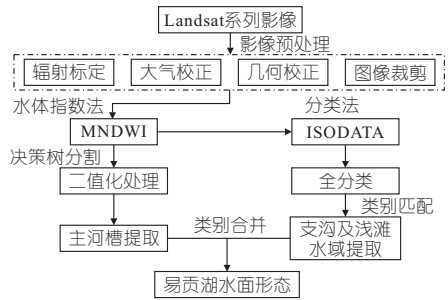 Landsat系列影像
影像预处理
辐射标定 大气校正 几何校正 图像裁剪
水体指数法 分类法
MNDWI ISODATA
决策树分割
二值化处理 全分类
类别匹配
主河槽提取 类别合并 支沟及浅滩
水域提取
易贡湖水面形态